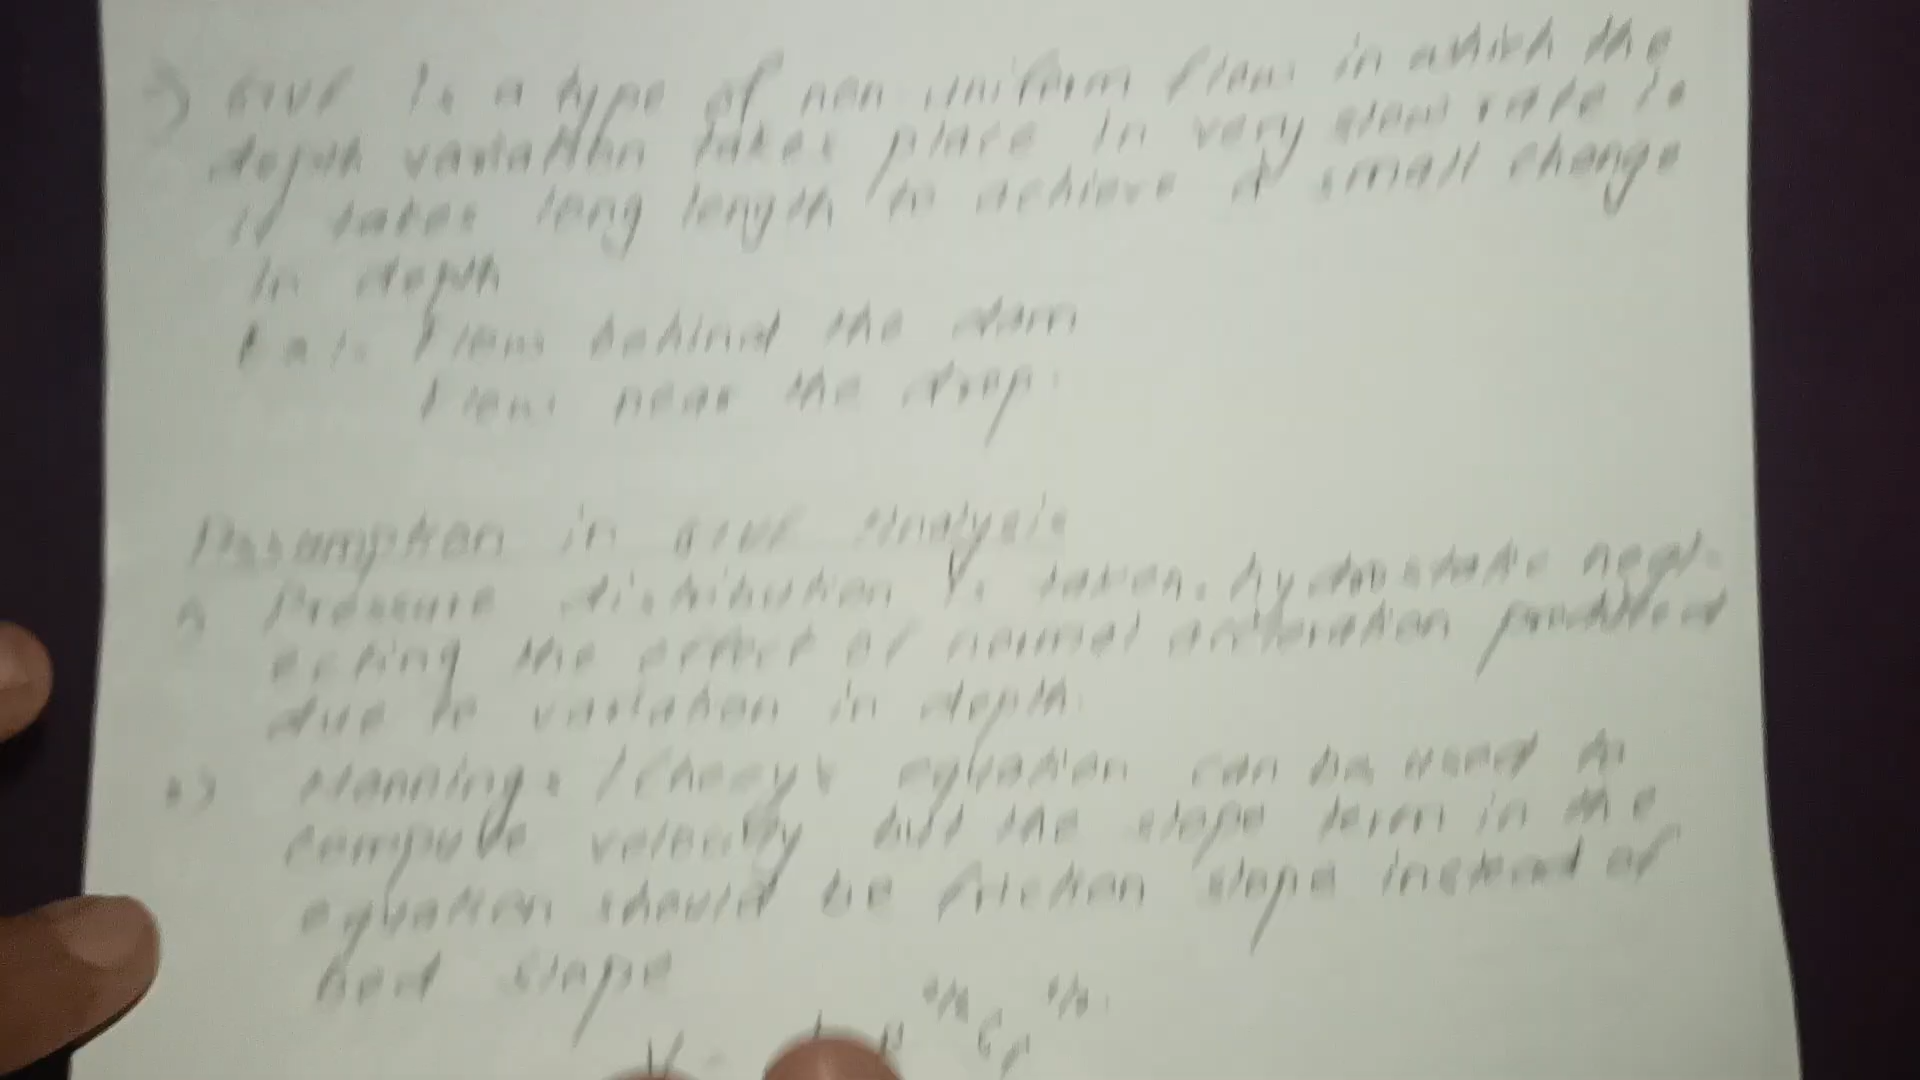 GVF is a type of non uniform flow in which the
depth variation takes place in very slow rate is
it takes long length to achieve a small change
in depth
Flow behind the dam
Flow near the drop.
Assumption in GVF Analysis
Pressure distribution is taken hydrostatic negl-
ecting the effect of normal acceleration produced
due to variation in depth.
Manning's / Chezy's equation can be used to
compute velocity but the slope term in the
equation should be friction slope instead of
bed slope
V =